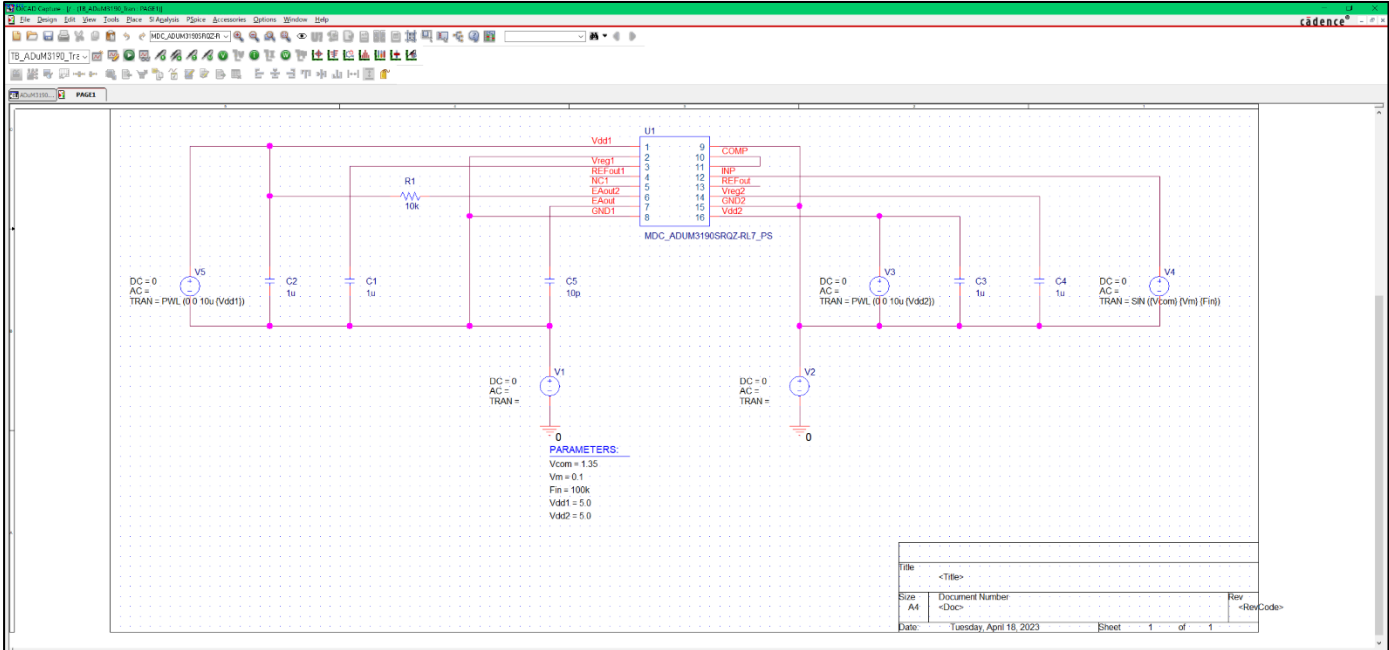 OrCAD Capture - [/ - (TB_ADuM3190_tran : PAGE1)]
File Design Edit View Tools Place SI Analysis PSpice Accessories Options Window Help
cādence®
MDC_ADUM3190SRQZ-R
TB_ADuM3190_Tra
ADuM3190... PAGE1
U1
Vdd1 1
2
Vreg1 3
REFout1 4
NC1 5
EAout2 6
EAout 7
GND1 8
9
10 COMP
11
12 INP
13 REFout
14 Vreg2
15 GND2
16 Vdd2
MDC_ADUM3190SRQZ-RL7_PS
R1
10k
V5
DC = 0
AC =
TRAN = PWL (0 0 10u {Vdd1})
C2
1u
C1
1u
C5
10p
V3
DC = 0
AC =
TRAN = PWL (0 0 10u {Vdd2})
C3
1u
C4
1u
V4
DC = 0
AC =
TRAN = SIN ({Vcom} {Vm} {Fin})
V1
DC = 0
AC =
TRAN =
0
V2
DC = 0
AC =
TRAN =
0
PARAMETERS:
Vcom = 1.35
Vm = 0.1
Fin = 100k
Vdd1 = 5.0
Vdd2 = 5.0
Title
<Title>
Size Document Number Rev
A4 <Doc> <RevCode>
Date: Tuesday, April 18, 2023 Sheet 1 of 1